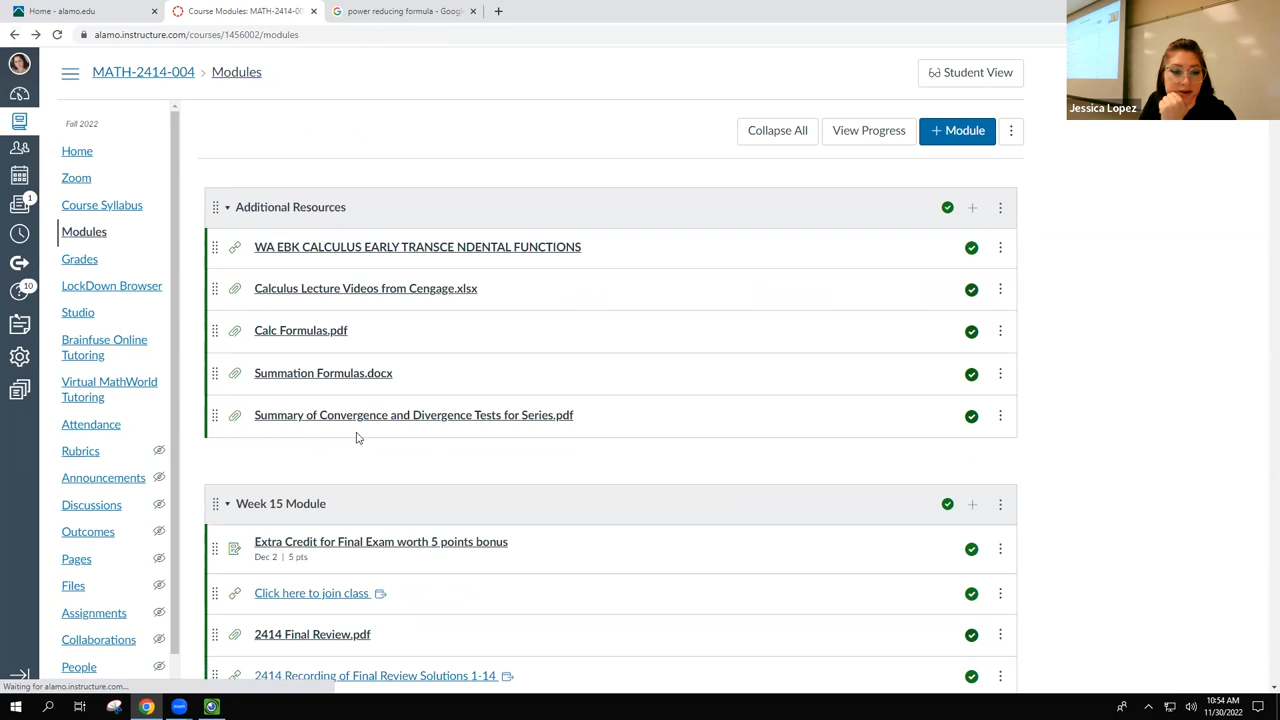 Home - alamo.edu
Course Modules: MATH-2414-00
power reducing formula - Google
alamo.instructure.com/courses/1456002/modules
MATH-2414-004 > Modules
Student View
Jessica Lopez
Fall 2022
Collapse All
View Progress
+ Module
Home
Zoom
Course Syllabus
Modules
Grades
LockDown Browser
Studio
Brainfuse Online
Tutoring
Virtual MathWorld
Tutoring
Attendance
Rubrics
Announcements
Discussions
Outcomes
Pages
Files
Assignments
Collaborations
People
1
10
Additional Resources
WA EBK CALCULUS EARLY TRANSCE NDENTAL FUNCTIONS
Calculus Lecture Videos from Cengage.xlsx
Calc Formulas.pdf
Summation Formulas.docx
Summary of Convergence and Divergence Tests for Series.pdf
Week 15 Module
Extra Credit for Final Exam worth 5 points bonus
Dec 2 | 5 pts
Click here to join class
2414 Final Review.pdf
2414 Recording of Final Review Solutions 1-14
Waiting for alamo.instructure.com...
zoom
10:54 AM
11/30/2022